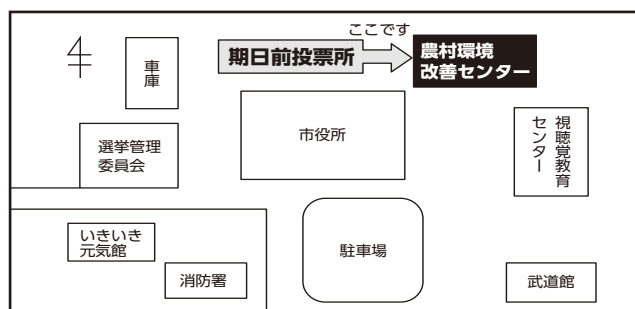 ここです
期日前投票所
農村環境
改善センター
車庫
市役所
視聴覚教育
センター
選挙管理
委員会
いきいき
元気館
駐車場
消防署
武道館